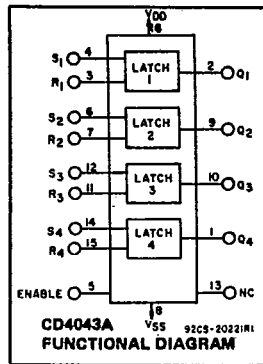 VDD
16
S1 4
LATCH 1
2 Q1
R1 3
S2 6
LATCH 2
9 Q2
R2 7
S3 12
LATCH 3
10 Q3
R3 11
S4 14
LATCH 4
1 Q4
R4 15
ENABLE 5
13 NC
8
VSS
CD4043A
92CS-20221R1
FUNCTIONAL DIAGRAM